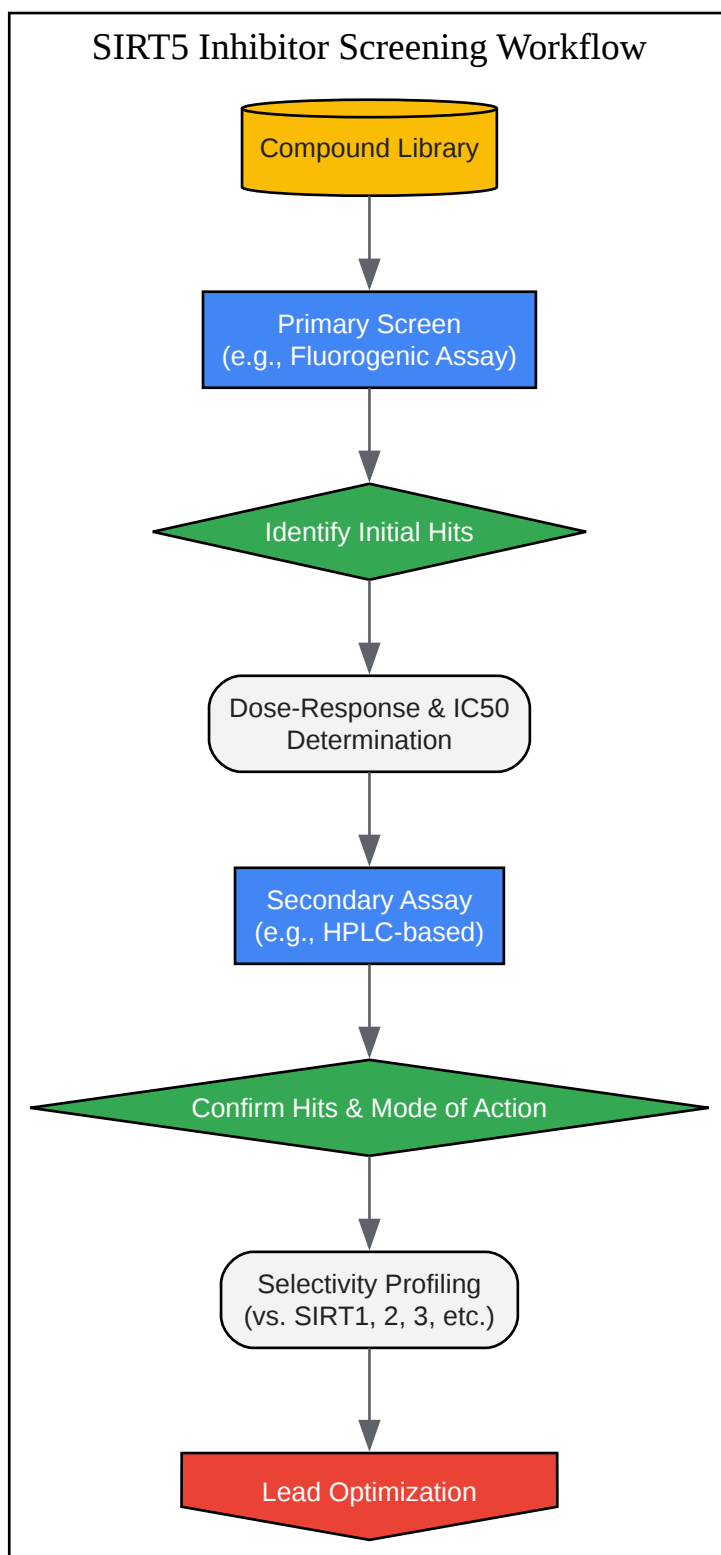 SIRT5 Inhibitor Screening Workflow
Compound Library
Primary Screen
(e.g., Fluorogenic Assay)
Identify Initial Hits
Dose-Response & IC50
Determination
Secondary Assay
(e.g., HPLC-based)
Confirm Hits & Mode of Action
Selectivity Profiling
(vs. SIRT1, 2, 3, etc.)
Lead Optimization